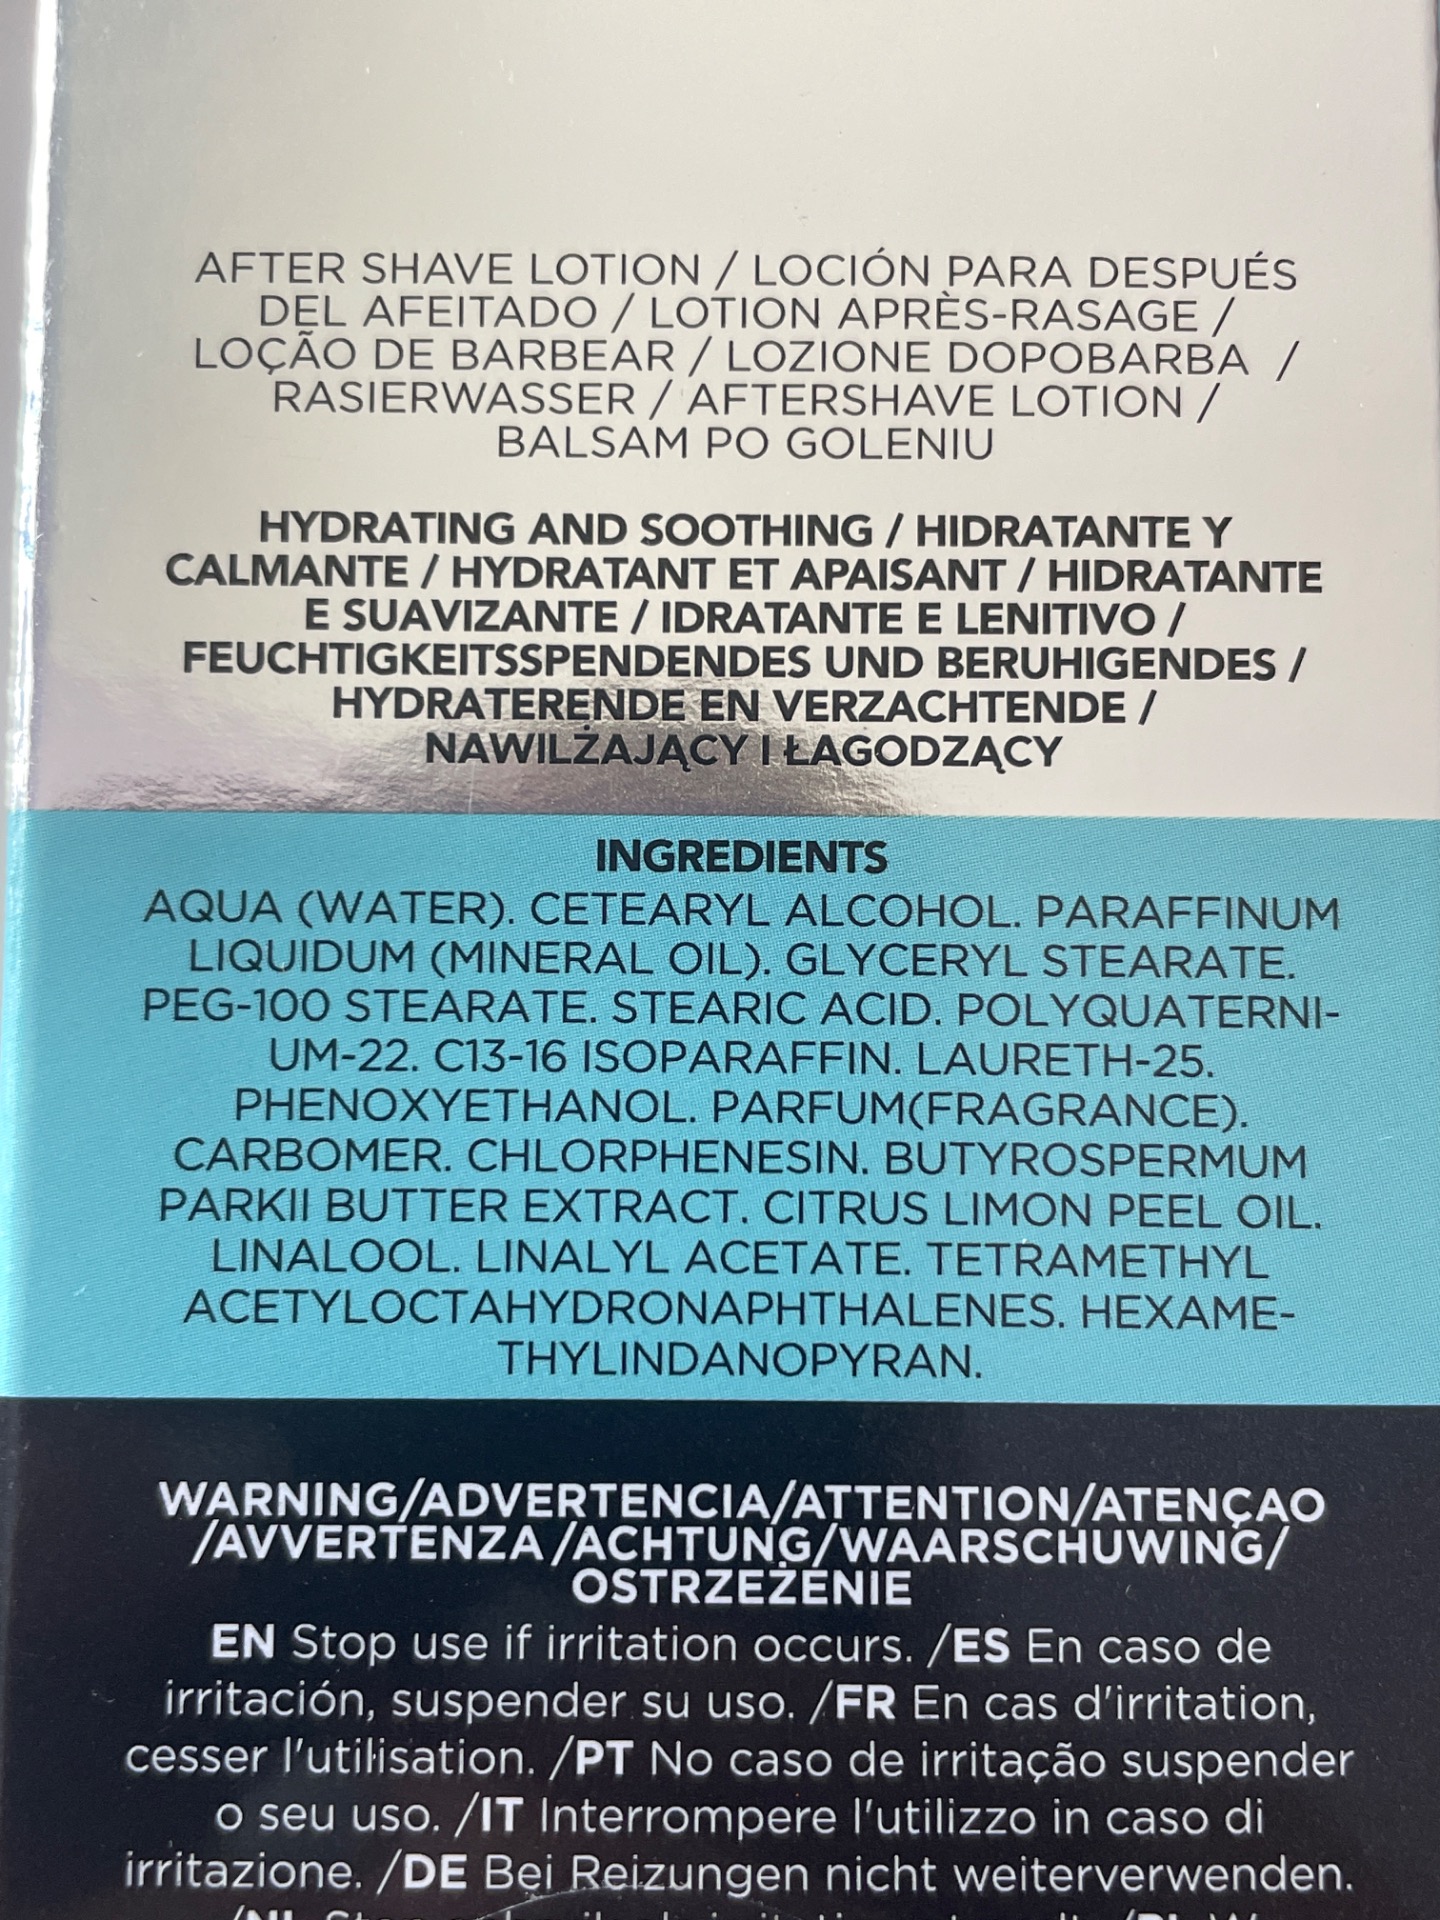 AFTER SHAVE LOTION / LOCIÓN PARA DESPUÉS
DEL AFEITADO / LOTION APRÈS-RASAGE /
LOÇÃO DE BARBEAR / LOZIONE DOPOBARBA /
RASIERWASSER / AFTERSHAVE LOTION /
BALSAM PO GOLENIU
HYDRATING AND SOOTHING / HIDRATANTE Y
CALMANTE / HYDRATANT ET APAISANT / HIDRATANTE
E SUAVIZANTE / IDRATANTE E LENITIVO /
FEUCHTIGKEITSSPENDENDES UND BERUHIGENDES /
HYDRATERENDE EN VERZACHTENDE /
NAWILŻAJĄCY I ŁAGODZĄCY
INGREDIENTS
AQUA (WATER). CETEARYL ALCOHOL. PARAFFINUM
LIQUIDUM (MINERAL OIL). GLYCERYL STEARATE.
PEG-100 STEARATE. STEARIC ACID. POLYQUATERNI-
UM-22. C13-16 ISOPARAFFIN. LAURETH-25.
PHENOXYETHANOL. PARFUM(FRAGRANCE).
CARBOMER. CHLORPHENESIN. BUTYROSPERMUM
PARKII BUTTER EXTRACT. CITRUS LIMON PEEL OIL.
LINALOOL. LINALYL ACETATE. TETRAMETHYL
ACETYLOCTAHYDRONAPHTHALENES. HEXAME-
THYLINDANOPYRAN.
WARNING/ADVERTENCIA/ATTENTION/ATENÇAO
/AVVERTENZA /ACHTUNG/WAARSCHUWING/
OSTRZEŻENIE
EN Stop use if irritation occurs. /ES En caso de
irritación, suspender su uso. /FR En cas d'irritation,
cesser l'utilisation. /PT No caso de irritação suspender
o seu uso. /IT Interrompere l'utilizzo in caso di
irritazione. /DE Bei Reizungen nicht weiterverwenden.